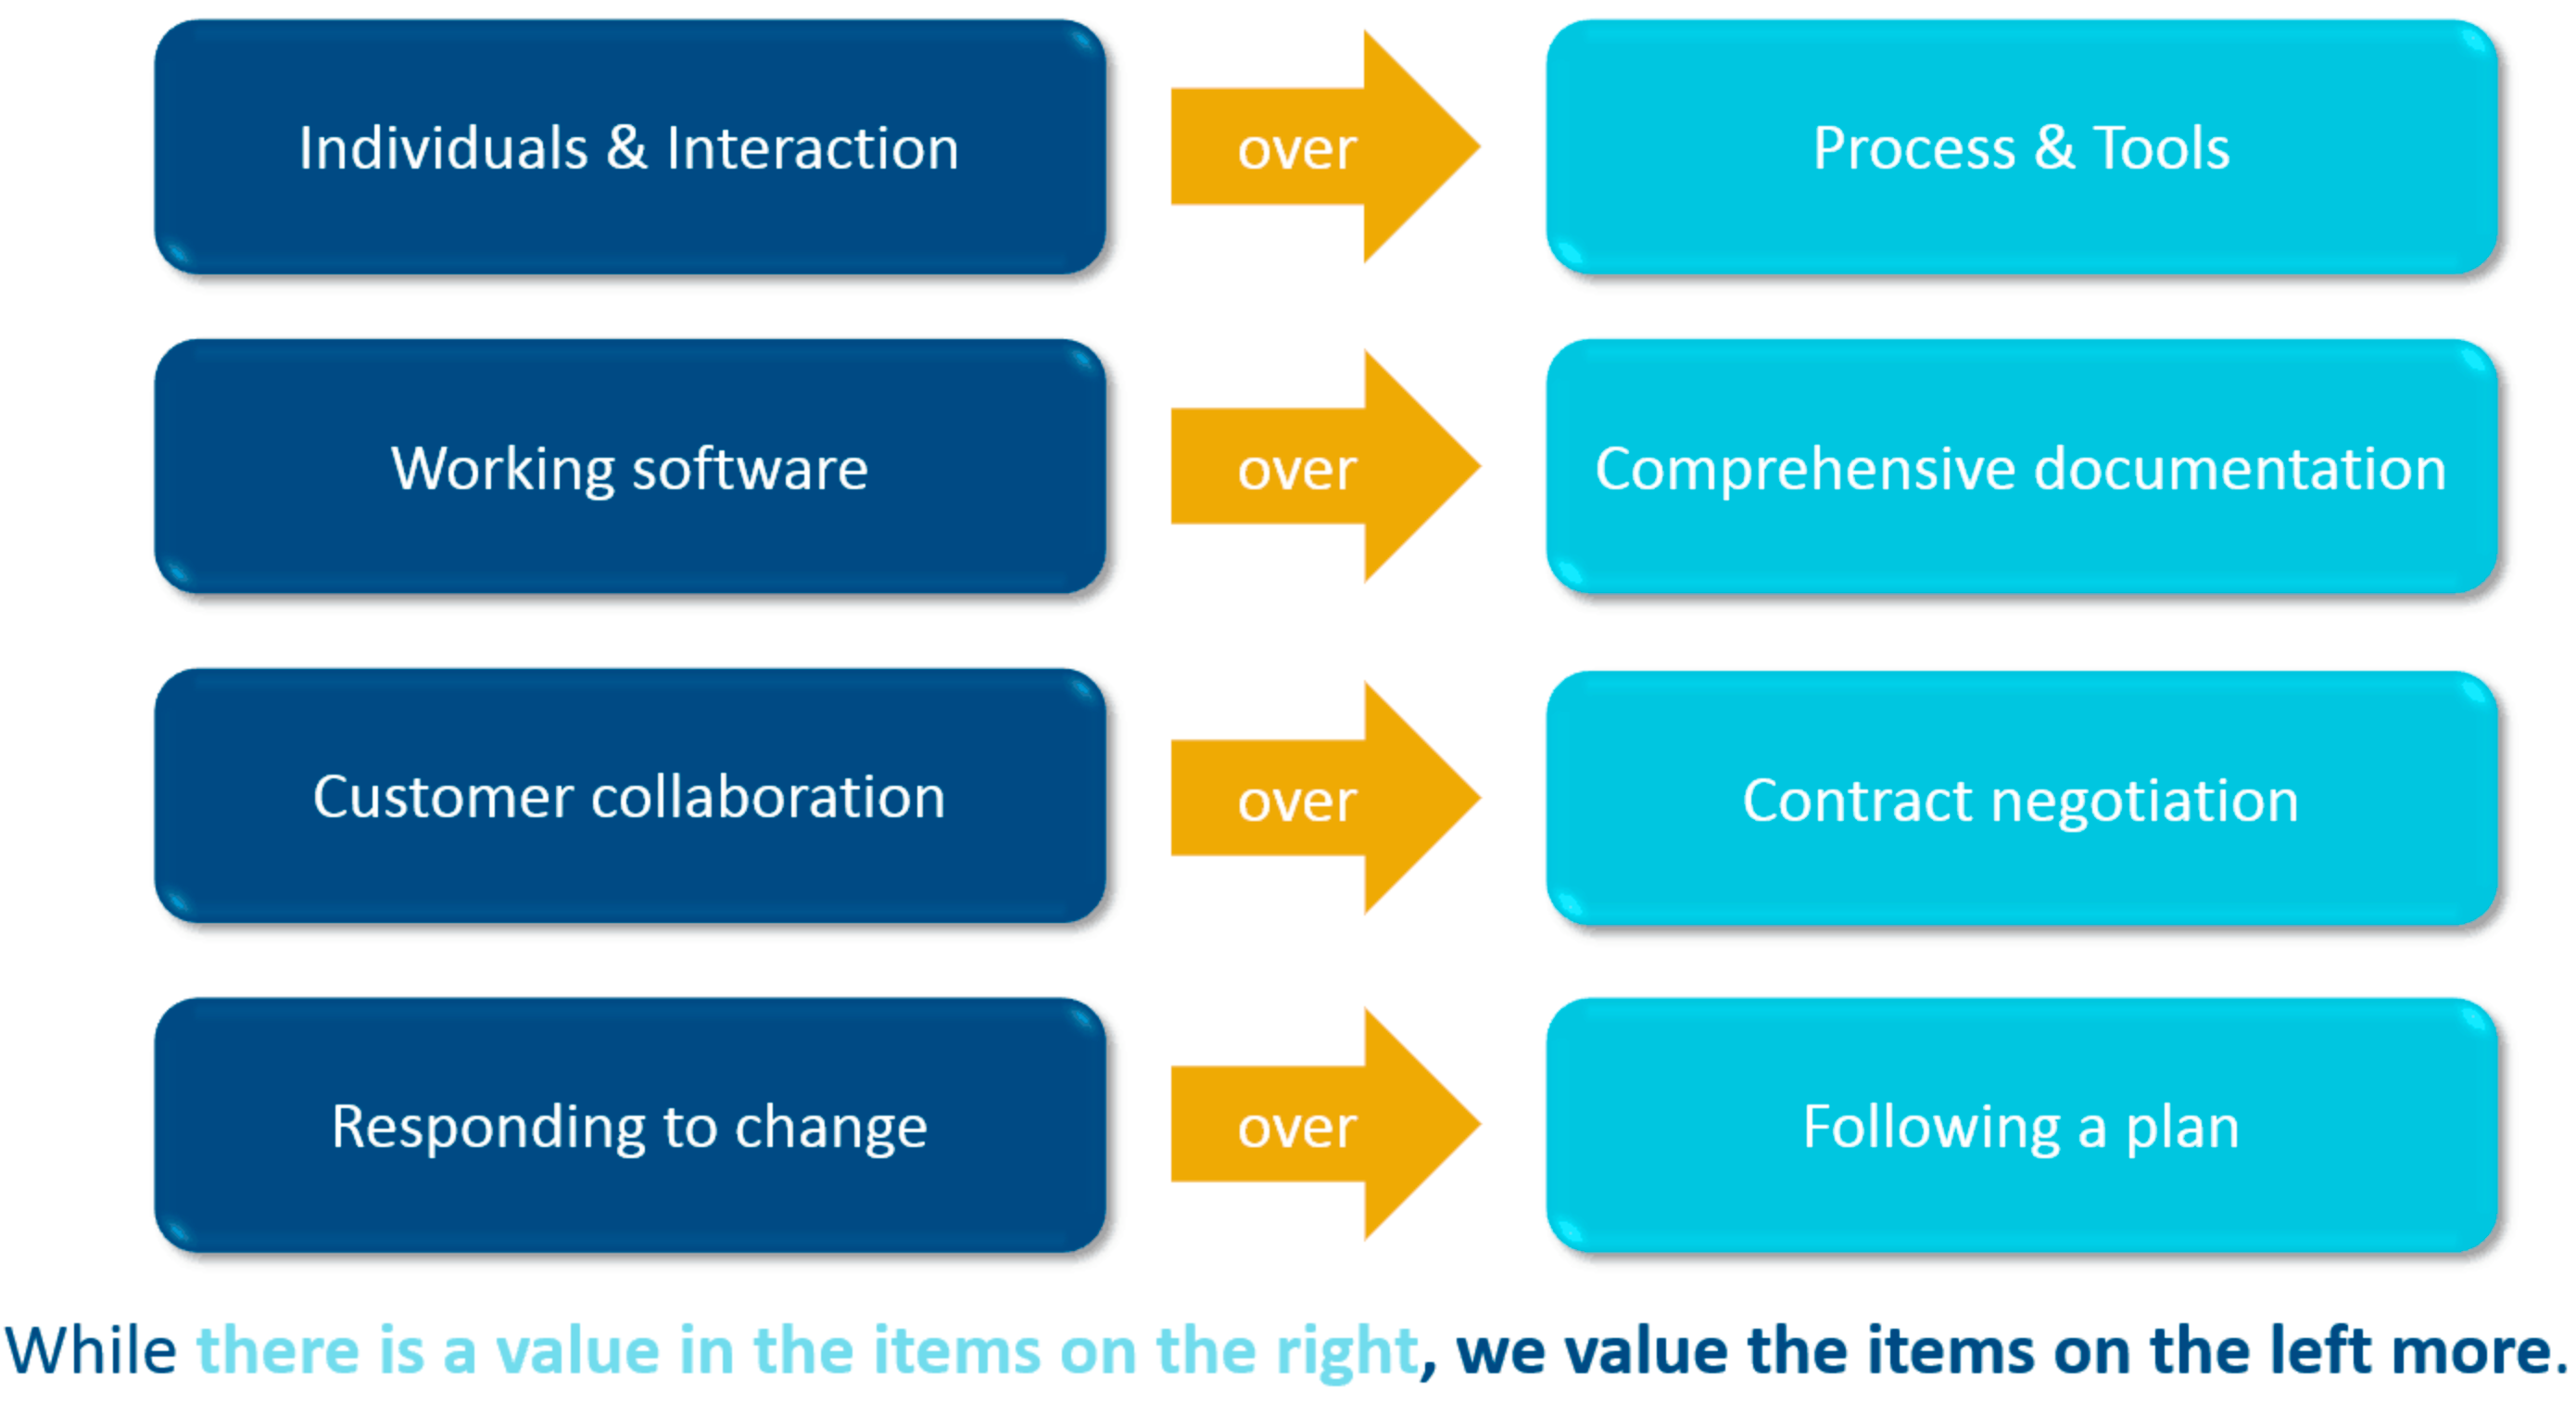 Individuals & Interaction over Process & Tools
Working software over Comprehensive documentation
Customer collaboration over Contract negotiation
Responding to change over Following a plan
While there is a value in the items on the right, we value the items on the left more.